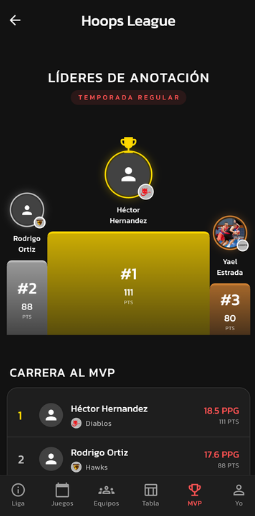 Hoops League
LÍDERES DE ANOTACIÓN
TEMPORADA REGULAR
Héctor
Hernandez
Rodrigo
Ortiz
Yael
Estrada
#1
111
PTS
#2
88
PTS
#3
80
PTS
CARRERA AL MVP
1
Héctor Hernandez
Diablos
18.5 PPG
111 PTS
2
Rodrigo Ortiz
Hawks
17.6 PPG
88 PTS
Liga
Juegos
Equipos
Tabla
MVP
Yo